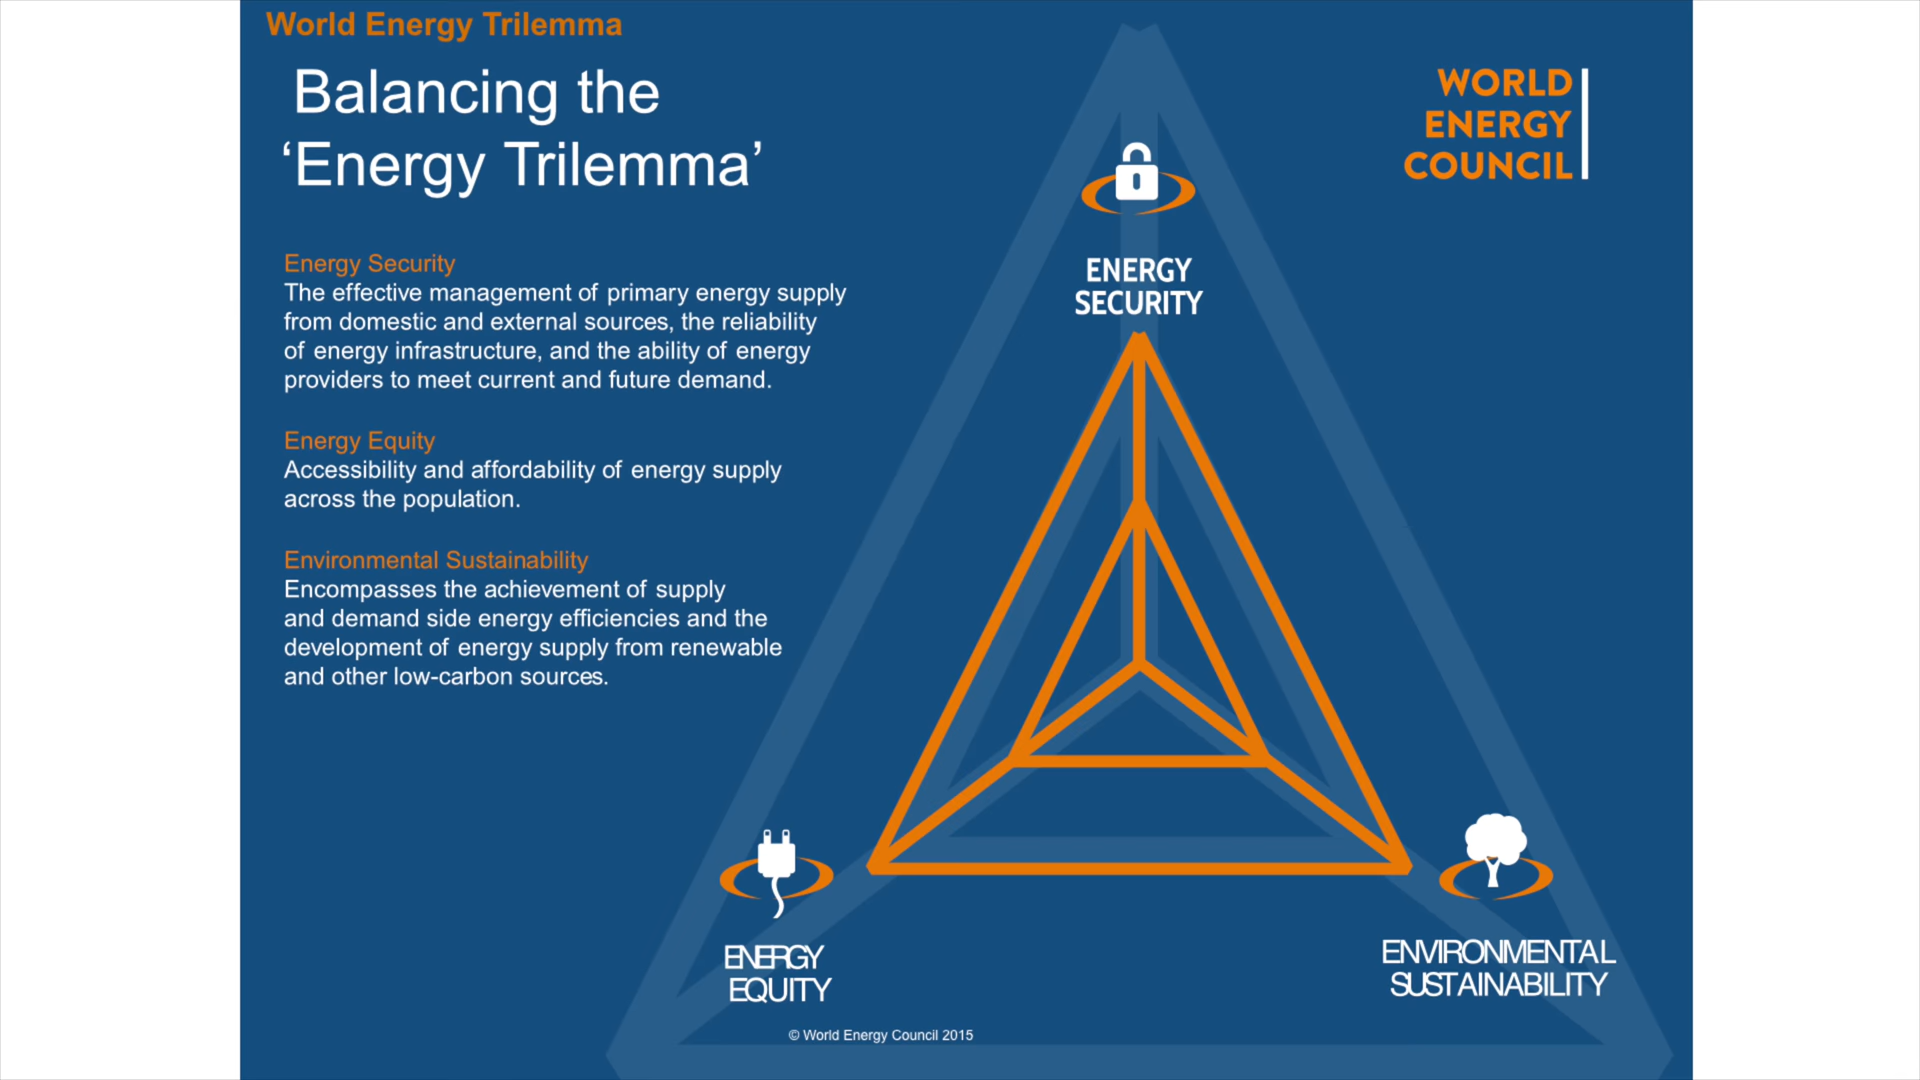 World Energy Trilemma
Balancing the
‘Energy Trilemma’
WORLD
ENERGY
COUNCIL
Energy Security
The effective management of primary energy supply
from domestic and external sources, the reliability
of energy infrastructure, and the ability of energy
providers to meet current and future demand.
Energy Equity
Accessibility and affordability of energy supply
across the population.
Environmental Sustainability
Encompasses the achievement of supply
and demand side energy efficiencies and the
development of energy supply from renewable
and other low-carbon sources.
ENERGY
SECURITY
ENERGY
EQUITY
ENVIRONMENTAL
SUSTAINABILITY
© World Energy Council 2015